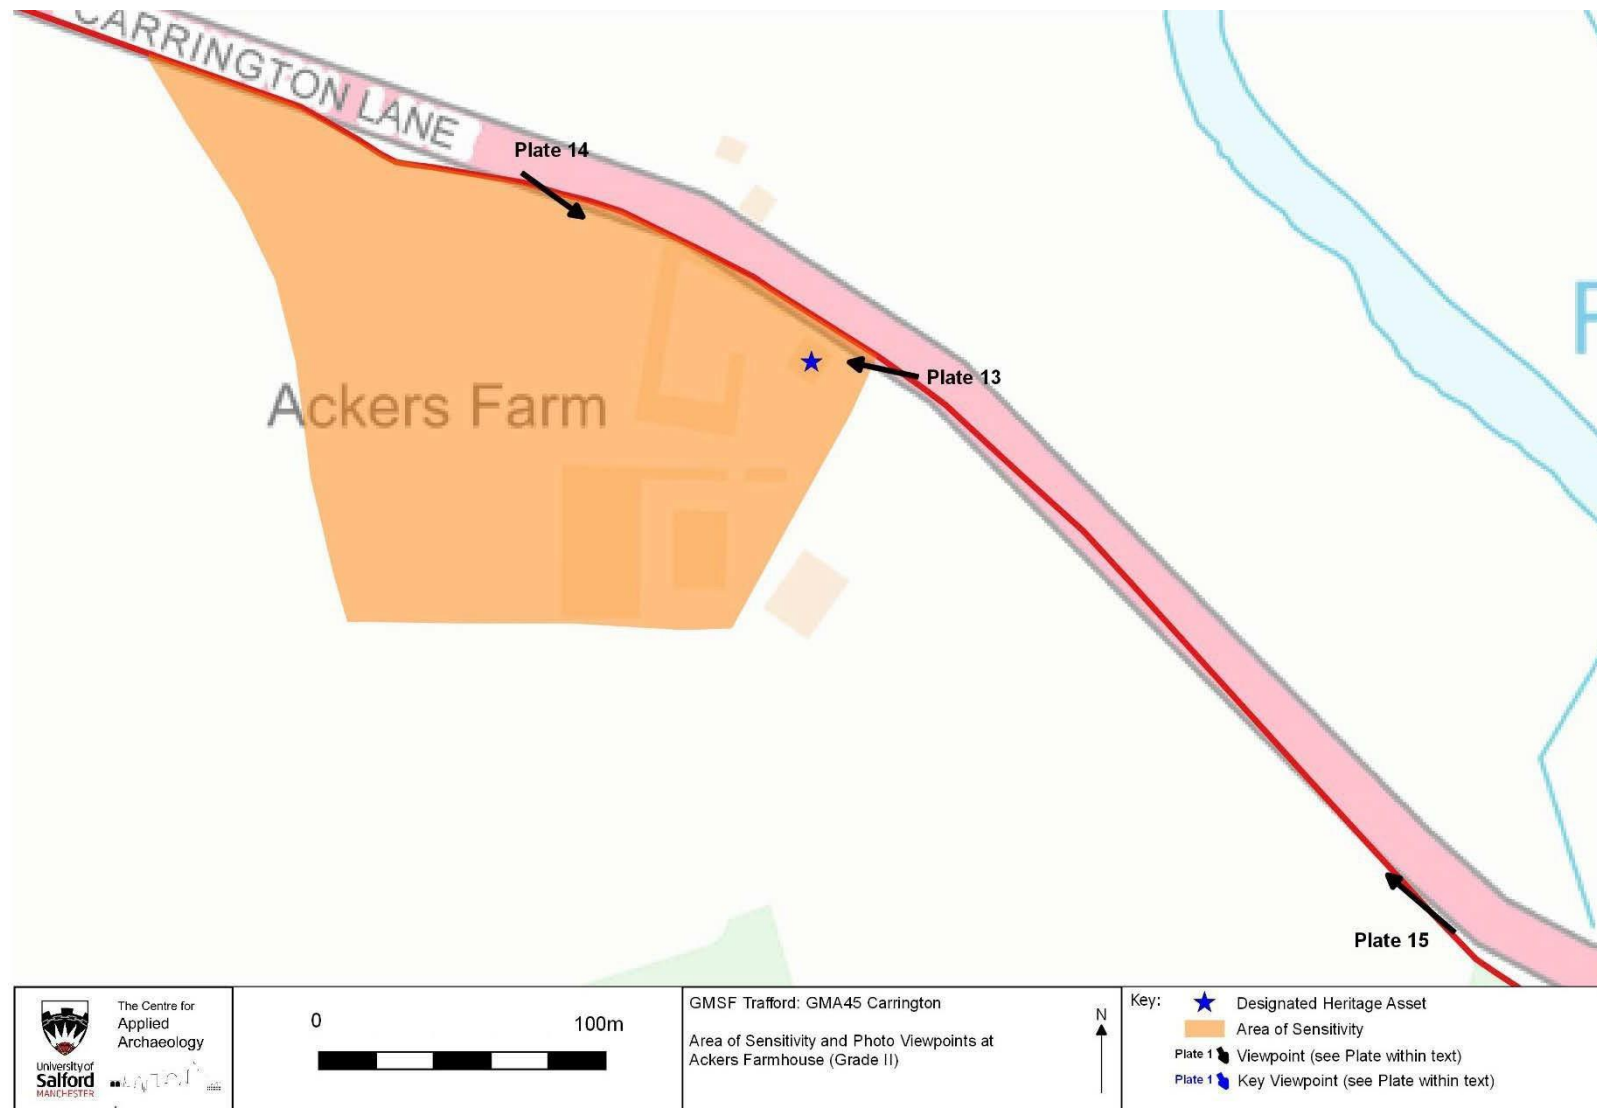 CARRINGTON LANE
Plate 14
Plate 13
Ackers Farm
Plate 15
The Centre for
Applied
Archaeology
University of
Salford
MANCHESTER
0 100m
GMSF Trafford: GMA45 Carrington
Area of Sensitivity and Photo Viewpoints at
Ackers Farmhouse (Grade II)
N
Key:
Designated Heritage Asset
Area of Sensitivity
Plate 1 Viewpoint (see Plate within text)
Plate 1 Key Viewpoint (see Plate within text)